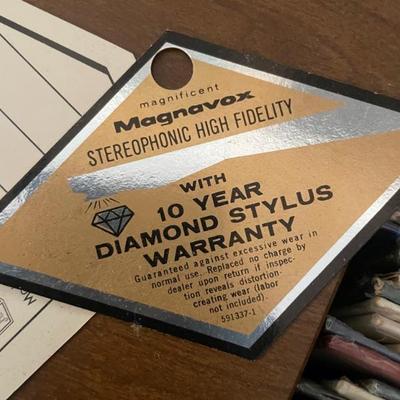 magnificent
Magnavox
STEREOPHONIC HIGH FIDELITY
WITH
10 YEAR
DIAMOND STYLUS
WARRANTY
Guaranteed against excessive wear in
normal use. Replaced no charge by
dealer upon return if inspec-
tion reveals distortion-
creating wear (labor
not included).
591337-1